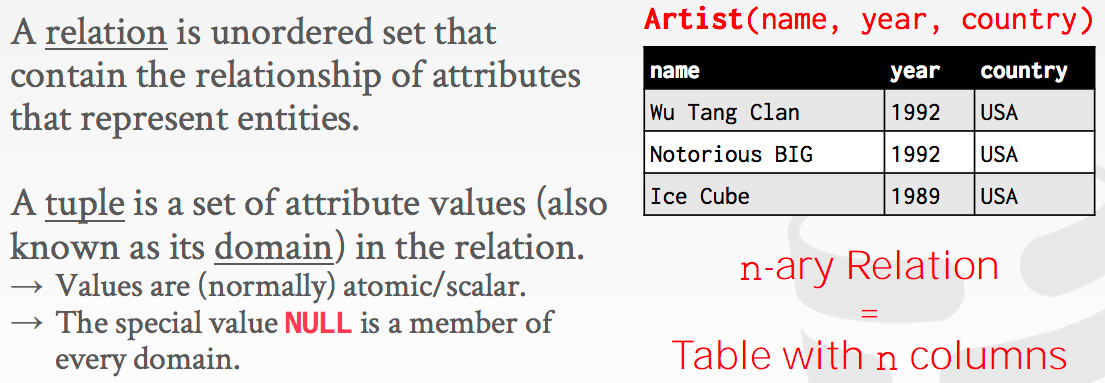 A relation is unordered set that
contain the relationship of attributes
that represent entities.
A tuple is a set of attribute values (also
known as its domain) in the relation.
→ Values are (normally) atomic/scalar.
→ The special value NULL is a member of
every domain.
Artist(name, year, country)
name year country
Wu Tang Clan 1992 USA
Notorious BIG 1992 USA
Ice Cube 1989 USA
n-ary Relation
=
Table with n columns